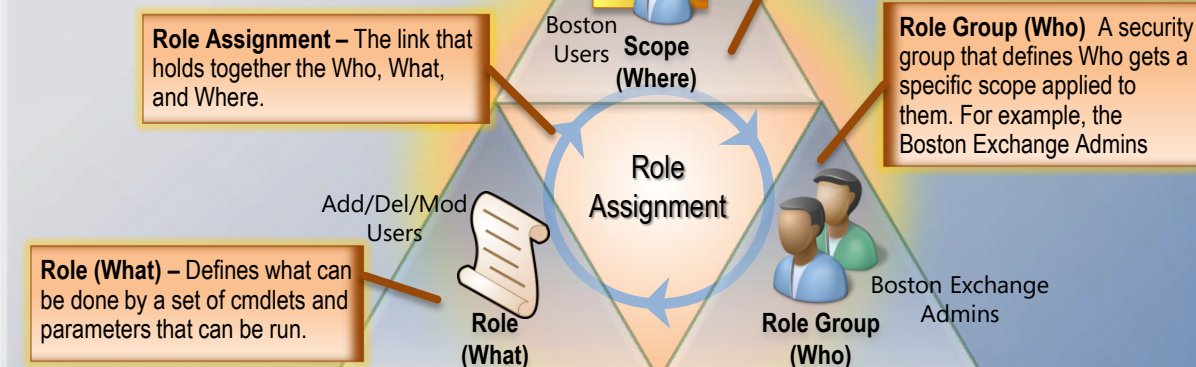 Role Assignment – The link that
holds together the Who, What,
and Where.
Boston
Users
Scope
(Where)
Role Group (Who) A security
group that defines Who gets a
specific scope applied to
them. For example, the
Boston Exchange Admins
Role
Assignment
Add/Del/Mod
Users
Role (What) – Defines what can
be done by a set of cmdlets and
parameters that can be run.
Role
(What)
Boston Exchange
Admins
Role Group
(Who)